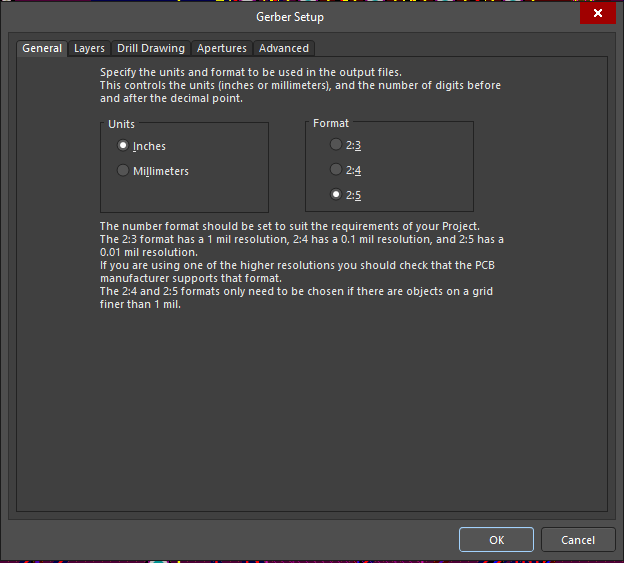 Gerber Setup
General Layers Drill Drawing Apertures Advanced
Specify the units and format to be used in the output files.
This controls the units (inches or millimeters), and the number of digits before
and after the decimal point.
Units
Inches
Millimeters
Format
2:3
2:4
2:5
The number format should be set to suit the requirements of your Project.
The 2:3 format has a 1 mil resolution, 2:4 has a 0.1 mil resolution, and 2:5 has a
0.01 mil resolution.
If you are using one of the higher resolutions you should check that the PCB
manufacturer supports that format.
The 2:4 and 2:5 formats only need to be chosen if there are objects on a grid
finer than 1 mil.
OK Cancel